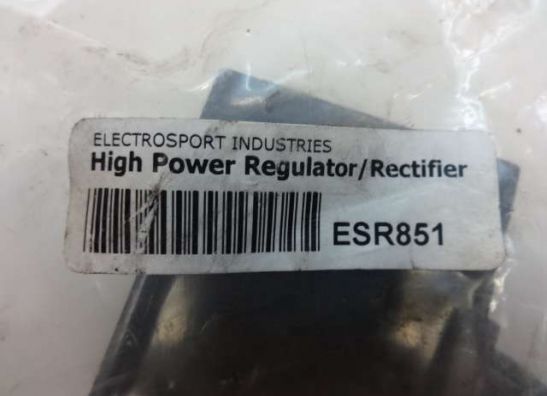 ELECTROSPORT INDUSTRIES
High Power Regulator/Rectifier
ESR851